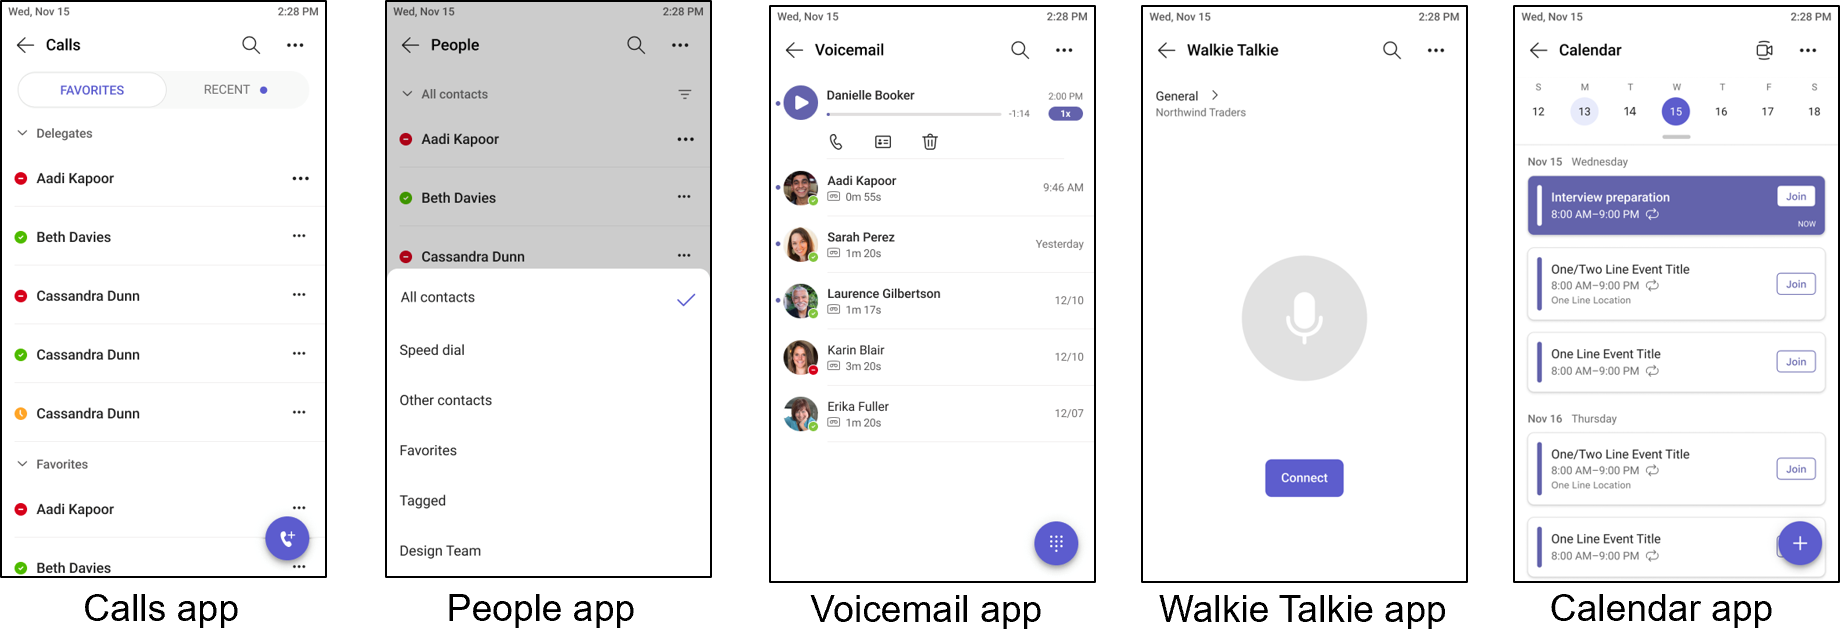 Wed, Nov 15 2:28 PM
Calls
FAVORITES RECENT
Delegates
Aadi Kapoor
Beth Davies
Cassandra Dunn
Cassandra Dunn
Cassandra Dunn
Favorites
Aadi Kapoor
Beth Davies
Calls app
Wed, Nov 15 2:28 PM
People
All contacts
Aadi Kapoor
Beth Davies
Cassandra Dunn
All contacts
Speed dial
Other contacts
Favorites
Tagged
Design Team
People app
Wed, Nov 15 2:28 PM
Voicemail
Danielle Booker 2:00 PM
-1:14 1x
Aadi Kapoor 9:46 AM
0m 55s
Sarah Perez Yesterday
1m 20s
Laurence Gilbertson 12/10
1m 17s
Karin Blair 12/10
3m 20s
Erika Fuller 12/07
1m 20s
Voicemail app
Wed, Nov 15 2:28 PM
Walkie Talkie
General
Northwind Traders
Connect
Walkie Talkie app
Wed, Nov 15 2:28 PM
Calendar
S M T W T F S
12 13 14 15 16 17 18
Nov 15 Wednesday
Interview preparation Join
8:00 AM–9:00 PM
NOW
One/Two Line Event Title
8:00 AM–9:00 PM Join
One Line Location
One Line Event Title
8:00 AM–9:00 PM Join
Nov 16 Thursday
One/Two Line Event Title
8:00 AM–9:00 PM Join
One Line Location
One Line Event Title
8:00 AM–9:00 PM
Calendar app